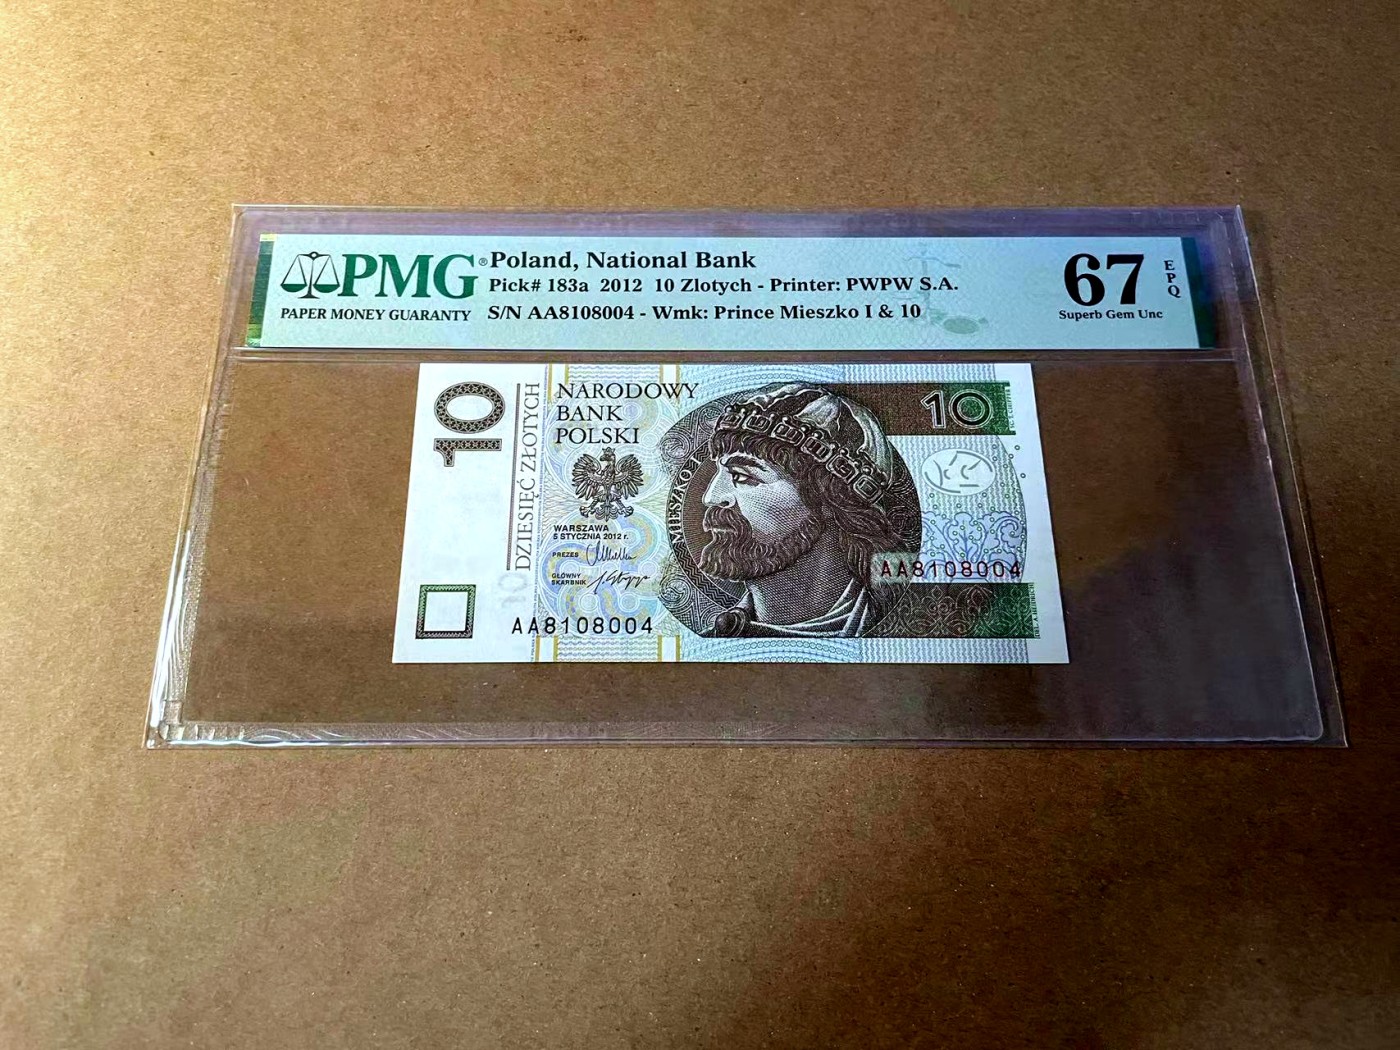 PMG® Poland, National Bank
Pick# 183a 2012 10 Zlotych - Printer: PWPW S.A.
PAPER MONEY GUARANTY S/N AA8108004 - Wmk: Prince Mieszko I & 10
67 EPQ
Superb Gem Unc
10
DZIESIĘĆ ZŁOTYCH
NARODOWY
BANK
POLSKI
10
MIESZKO I
WARSZAWA
5 STYCZNIA 2012 r.
PREZES
GŁÓWNY
SKARBNIK
AA8108004
AA8108004